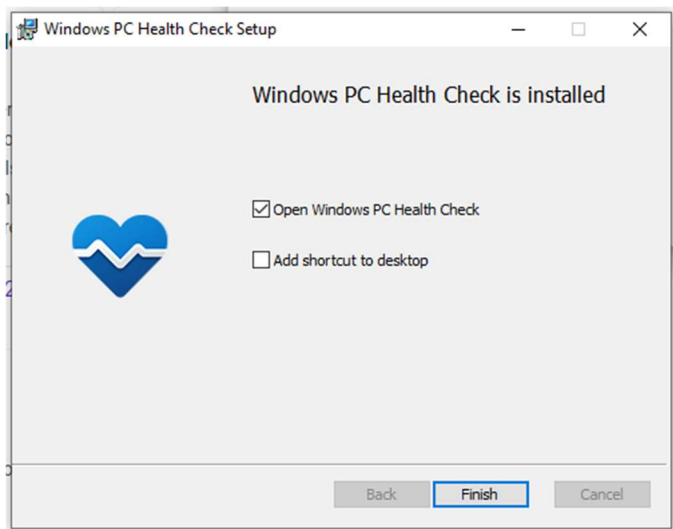 Windows PC Health Check Setup
Windows PC Health Check is installed
Open Windows PC Health Check
Add shortcut to desktop
Back
Finish
Cancel